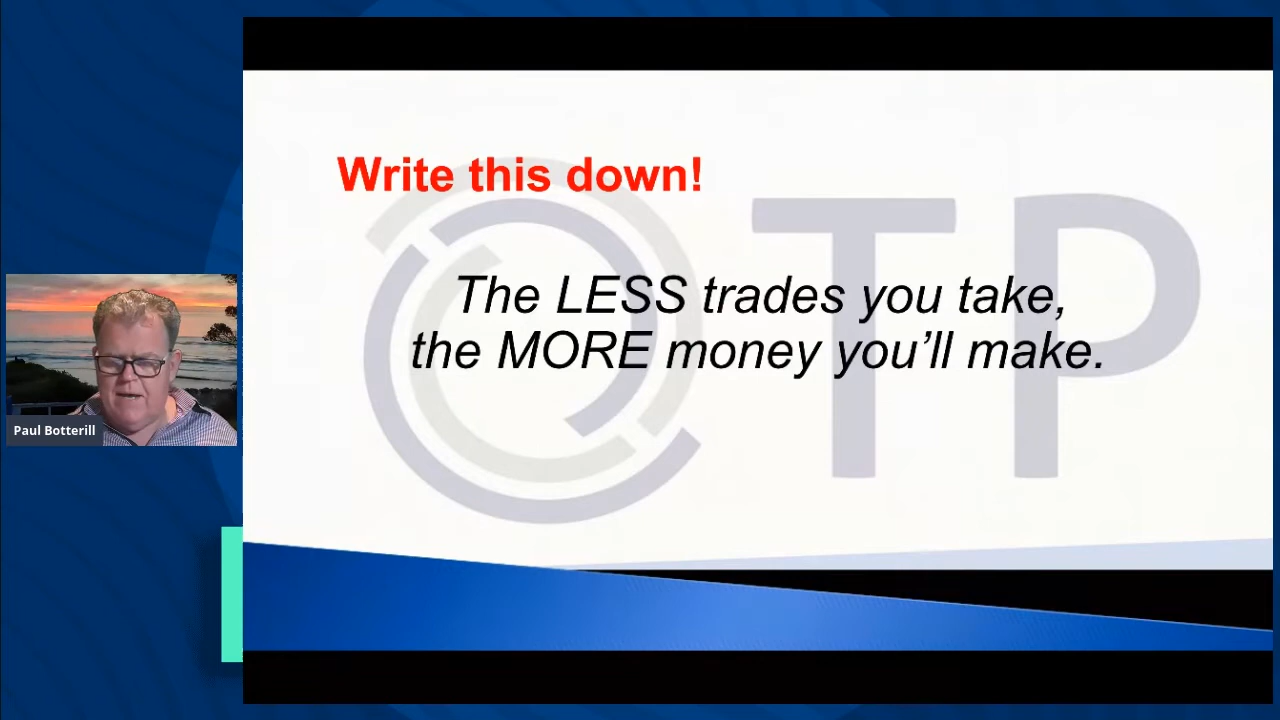 Write this down!
The LESS trades you take,
the MORE money you'll make.
TP
Paul Botterill